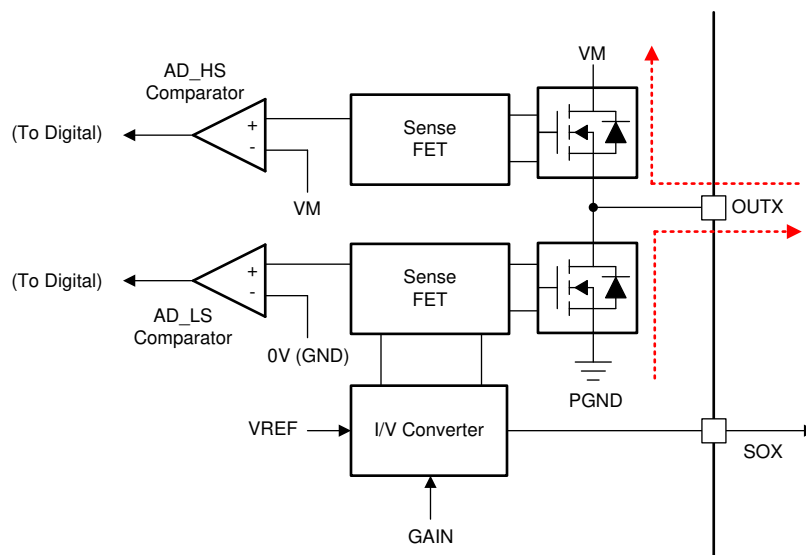 AD_HS
Comparator
VM
(To Digital)
+
-
Sense
FET
VM
OUTX
(To Digital)
+
-
Sense
FET
AD_LS
Comparator
0V (GND)
PGND
VREF
I/V Converter
SOX
GAIN